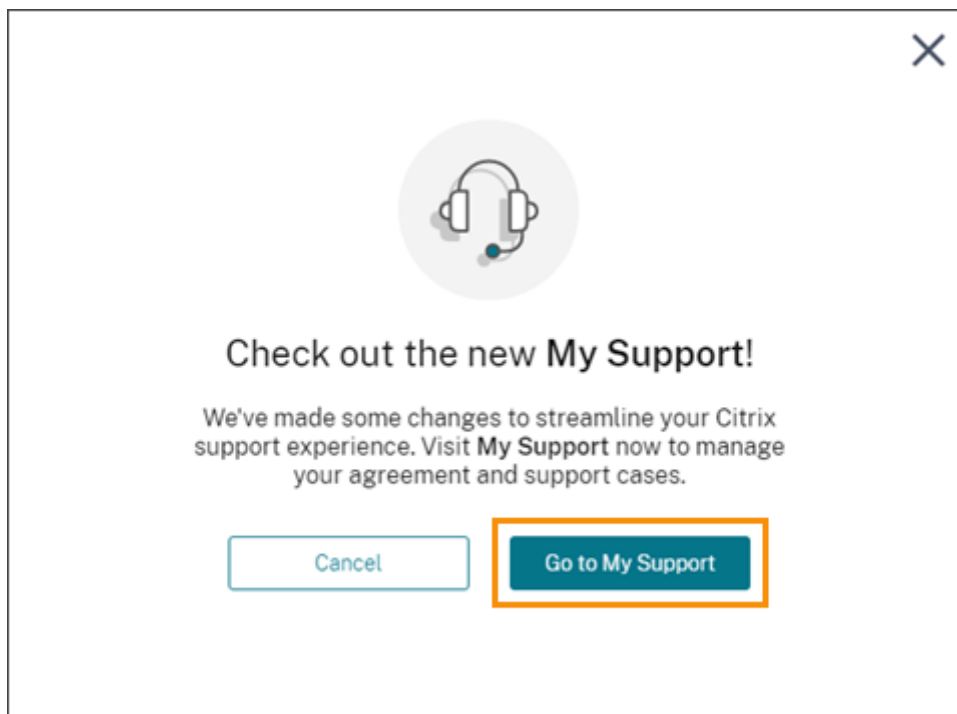 Check out the new My Support!
We've made some changes to streamline your Citrix
support experience. Visit My Support now to manage
your agreement and support cases.
Cancel
Go to My Support